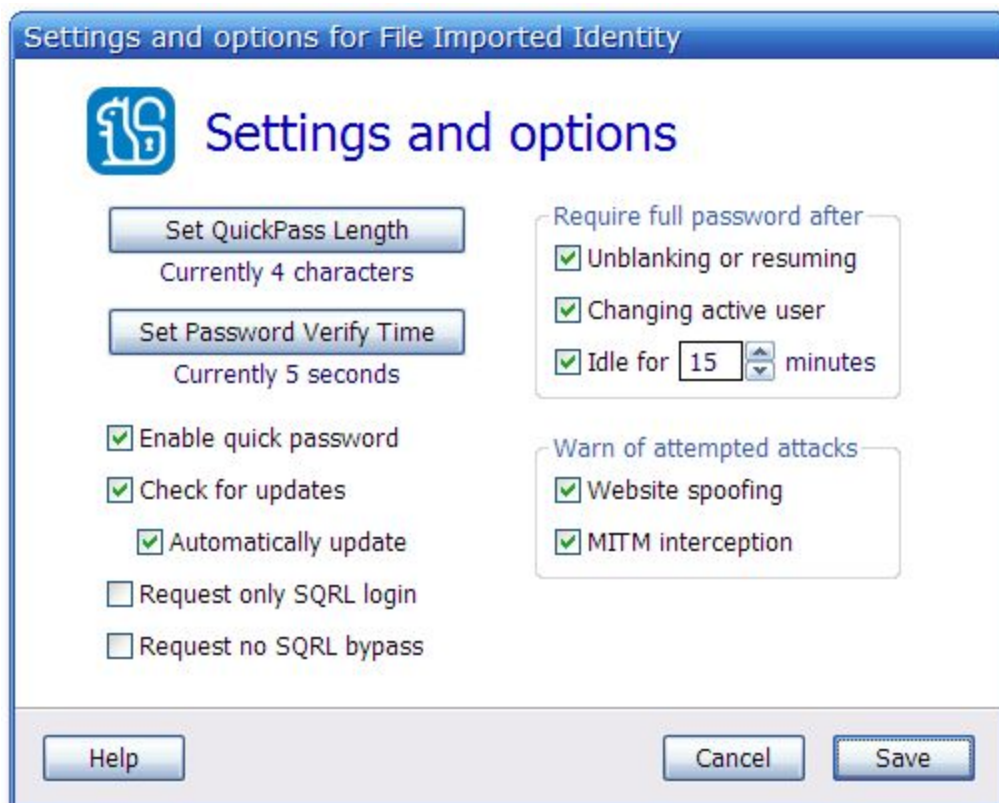 Settings and options for File Imported Identity
Settings and options
Set QuickPass Length
Currently 4 characters
Set Password Verify Time
Currently 5 seconds
Enable quick password
Check for updates
Automatically update
Request only SQRL login
Request no SQRL bypass
Require full password after
Unblanking or resuming
Changing active user
Idle for 15 minutes
Warn of attempted attacks
Website spoofing
MITM interception
Help
Cancel
Save